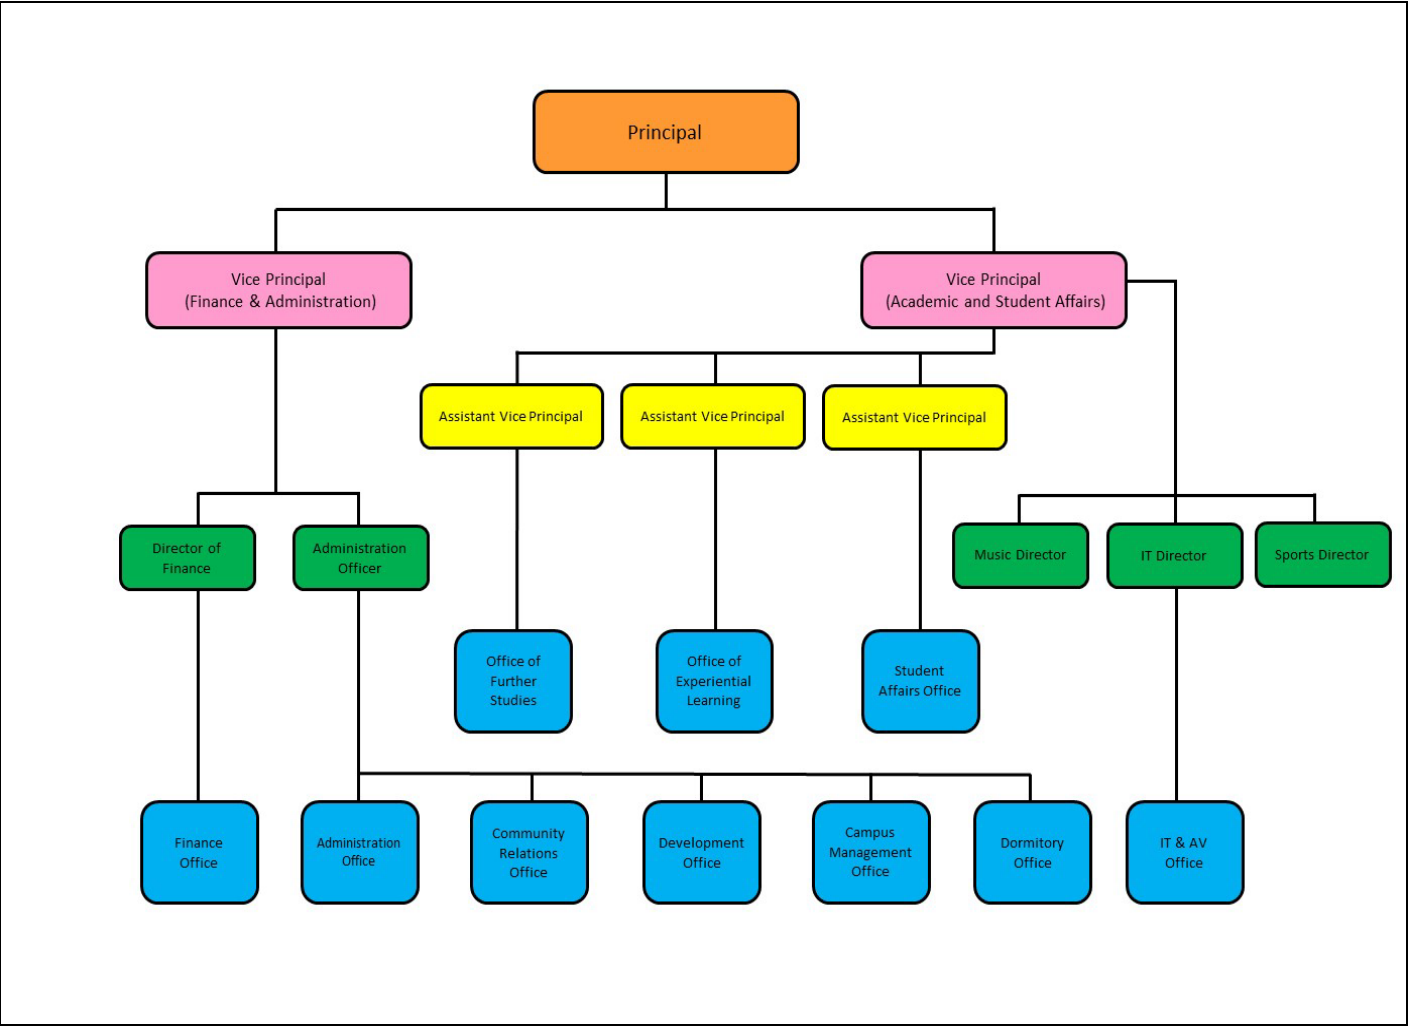 Principal
Vice Principal
(Finance & Administration)
Vice Principal
(Academic and Student Affairs)
Assistant Vice Principal
Assistant Vice Principal
Assistant Vice Principal
Director of
Finance
Administration
Officer
Music Director
IT Director
Sports Director
Office of
Further
Studies
Office of
Experiential
Learning
Student
Affairs Office
Finance
Office
Administration
Office
Community
Relations
Office
Development
Office
Campus
Management
Office
Dormitory
Office
IT & AV
Office